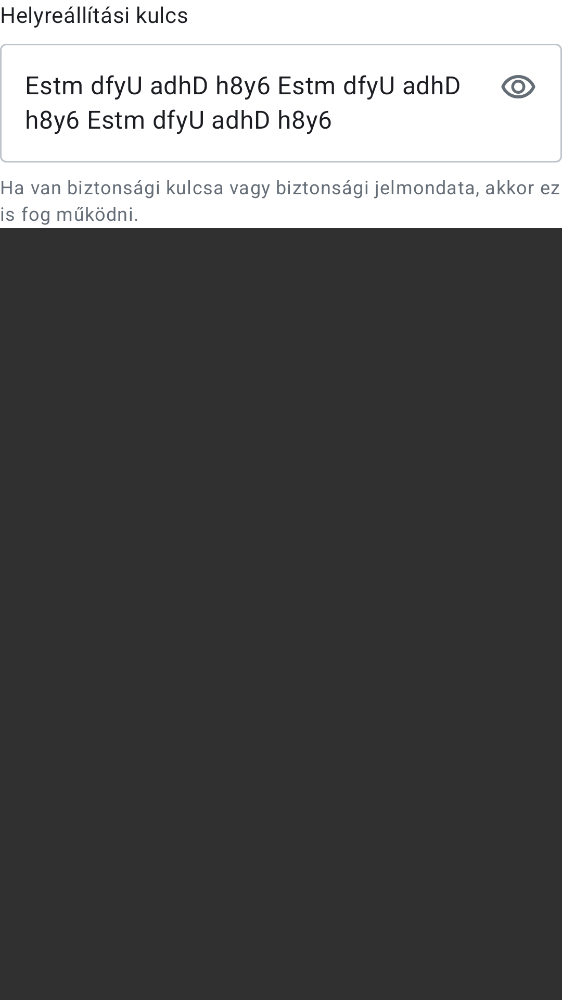 Helyreállítási kulcs
Estm dfyU adhD h8y6 Estm dfyU adhD
h8y6 Estm dfyU adhD h8y6
Ha van biztonsági kulcsa vagy biztonsági jelmondata, akkor ez
is fog működni.